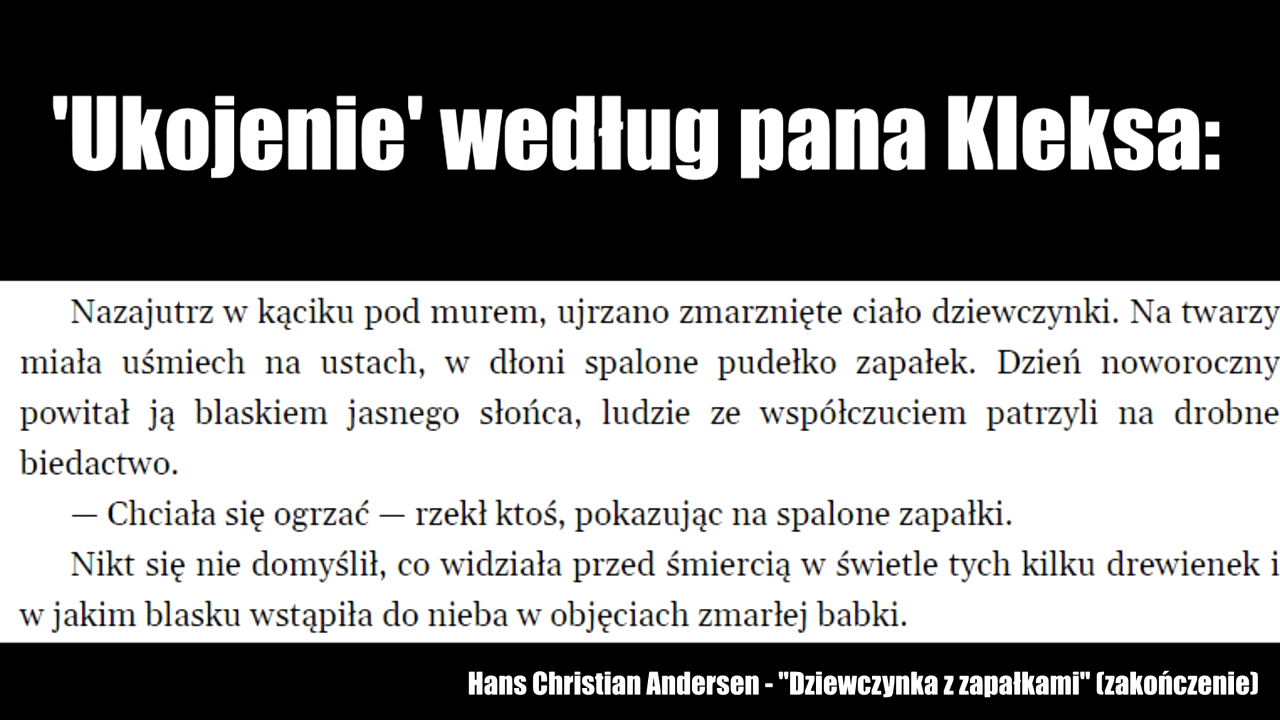 'Ukojenie' według pana Kleksa:
Nazajutrz w kąciku pod murem, ujrzano zmarznięte ciało dziewczynki. Na twarzy
miała uśmiech na ustach, w dłoni spalone pudełko zapałek. Dzień noworoczny
powitał ją blaskiem jasnego słońca, ludzie ze współczuciem patrzyli na drobne
biedactwo.
— Chciała się ogrzać — rzekł ktoś, pokazując na spalone zapałki.
Nikt się nie domyślił, co widziała przed śmiercią w świetle tych kilku drewienek i
w jakim blasku wstąpiła do nieba w objęciach zmarłej babki.
Hans Christian Andersen - "Dziewczynka z zapałkami" (zakończenie)